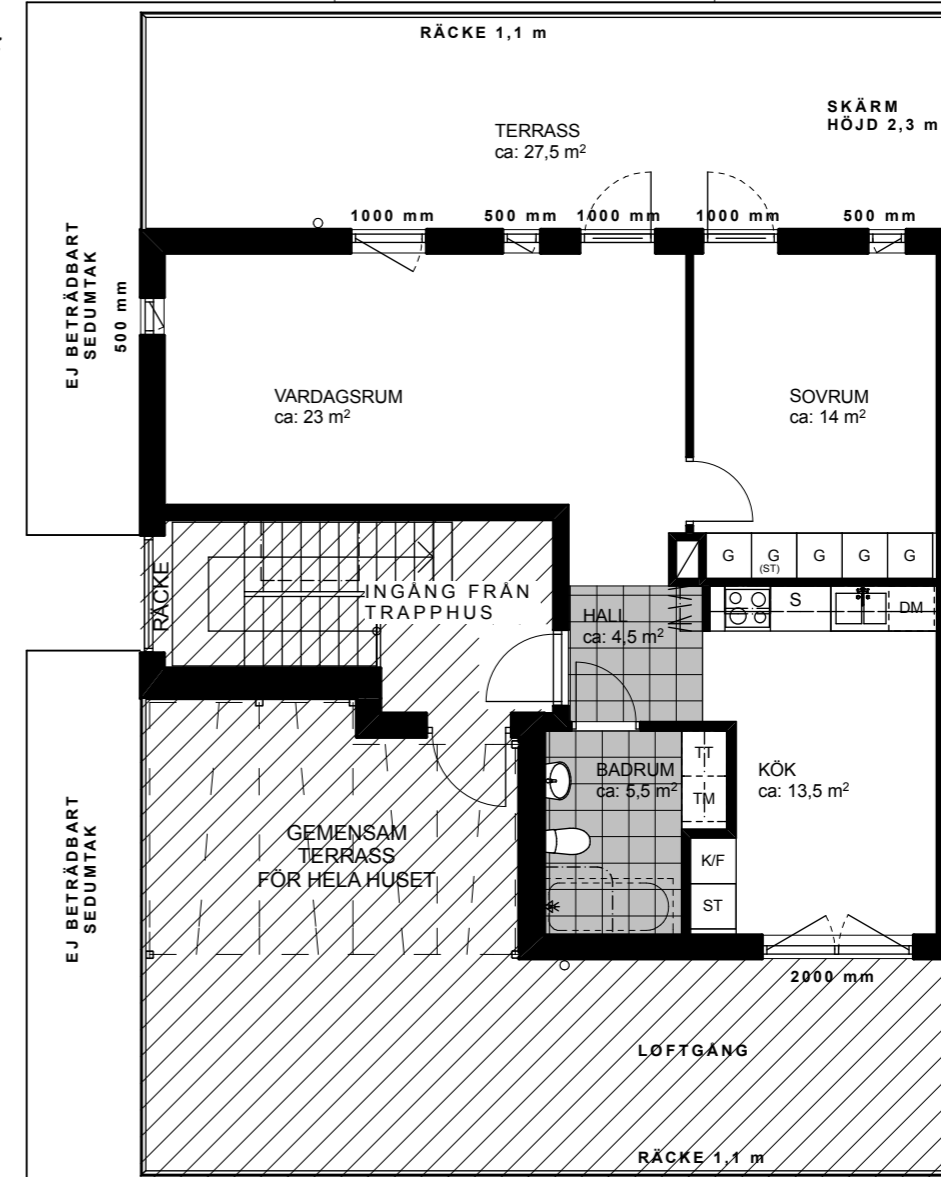 RÄCKE 1,1 m
SKÄRM
HÖJD 2,3 m
TERRASS
ca: 27,5 m²
1000 mm
500 mm
1000 mm
1000 mm
500 mm
EJ BETRÄDBART
SEDUMTAK
500 mm
VARDAGSRUM
ca: 23 m²
SOVRUM
ca: 14 m²
G
G
(ST)
G
G
G
RÄCKE
INGÅNG FRÅN
TRAPPHUS
HALL
ca: 4,5 m²
S
DM
BADRUM
ca: 5,5 m²
TT
TM
KÖK
ca: 13,5 m²
K/F
ST
GEMENSAM
TERRASS
FÖR HELA HUSET
EJ BETRÄDBART
SEDUMTAK
2000 mm
LOFTGÅNG
RÄCKE 1,1 m